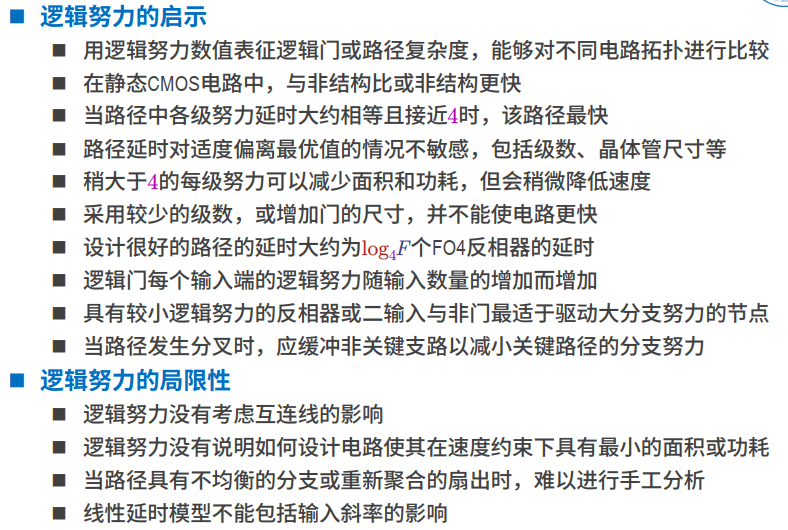 逻辑努力的启示
用逻辑努力数值表征逻辑门或路径复杂度，能够对不同电路拓扑进行比较
在静态CMOS电路中，与非结构比或非结构更快
当路径中各级努力延时大约相等且接近4时，该路径最快
路径延时对适度偏离最优值的情况不敏感，包括级数、晶体管尺寸等
稍大于4的每级努力可以减少面积和功耗，但会稍微降低速度
采用较少的级数，或增加门的尺寸，并不能使电路更快
设计很好的路径的延时大约为log₄F个FO4反相器的延时
逻辑门每个输入端的逻辑努力随输入数量的增加而增加
具有较小逻辑努力的反相器或二输入与非门最适于驱动大分支努力的节点
当路径发生分叉时，应缓冲非关键支路以减小关键路径的分支努力
逻辑努力的局限性
逻辑努力没有考虑互连线的影响
逻辑努力没有说明如何设计电路使其在速度约束下具有最小的面积或功耗
当路径具有不均衡的分支或重新聚合的扇出时，难以进行手工分析
线性延时模型不能包括输入斜率的影响